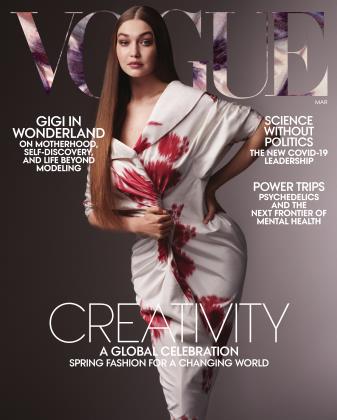 VOGUE
MAR
GIGI IN
WONDERLAND
ON MOTHERHOOD,
SELF-DISCOVERY,
AND LIFE BEYOND
MODELING
SCIENCE
WITHOUT
POLITICS
THE NEW COVID-19
LEADERSHIP
POWER TRIPS
PSYCHEDELICS
AND THE
NEXT FRONTIER OF
MENTAL HEALTH
CREATIVITY
A GLOBAL CELEBRATION
SPRING FASHION FOR A CHANGING WORLD